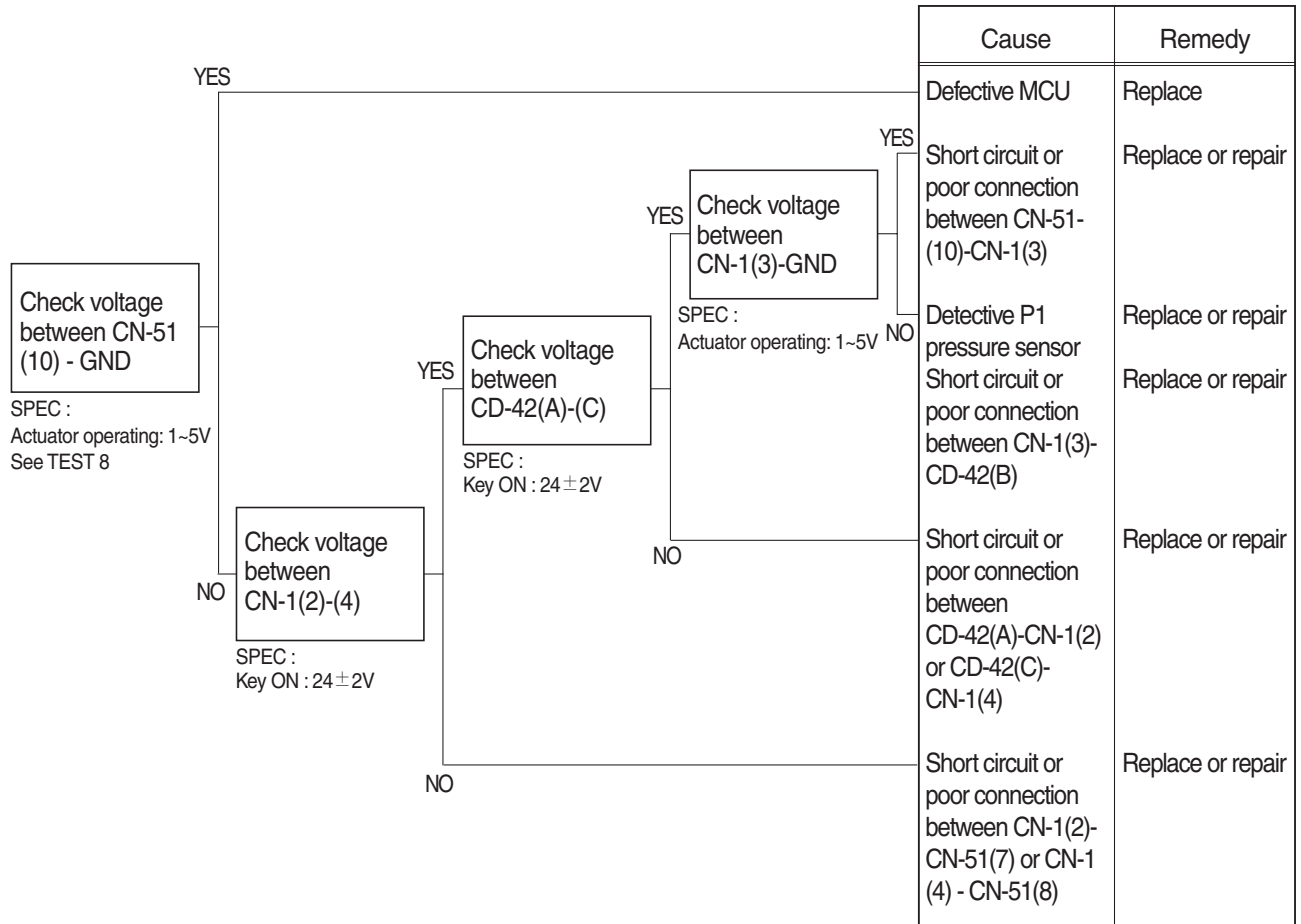 Cause
Remedy
YES
Defective MCU
Replace
YES
Short circuit or
poor connection
between CN-51-
(10)-CN-1(3)
Replace or repair
YES
Check voltage
between
CN-1(3)-GND
SPEC :
Actuator operating: 1~5V
NO
Detective P1
pressure sensor
Replace or repair
Short circuit or
poor connection
between CN-1(3)-
CD-42(B)
Replace or repair
Check voltage
between CN-51
(10) - GND
SPEC :
Actuator operating: 1~5V
See TEST 8
YES
Check voltage
between
CD-42(A)-(C)
SPEC :
Key ON : 24±2V
NO
Short circuit or
poor connection
between
CD-42(A)-CN-1(2)
or CD-42(C)-
CN-1(4)
Replace or repair
NO
Check voltage
between
CN-1(2)-(4)
SPEC :
Key ON : 24±2V
NO
Short circuit or
poor connection
between CN-1(2)-
CN-51(7) or CN-1
(4) - CN-51(8)
Replace or repair